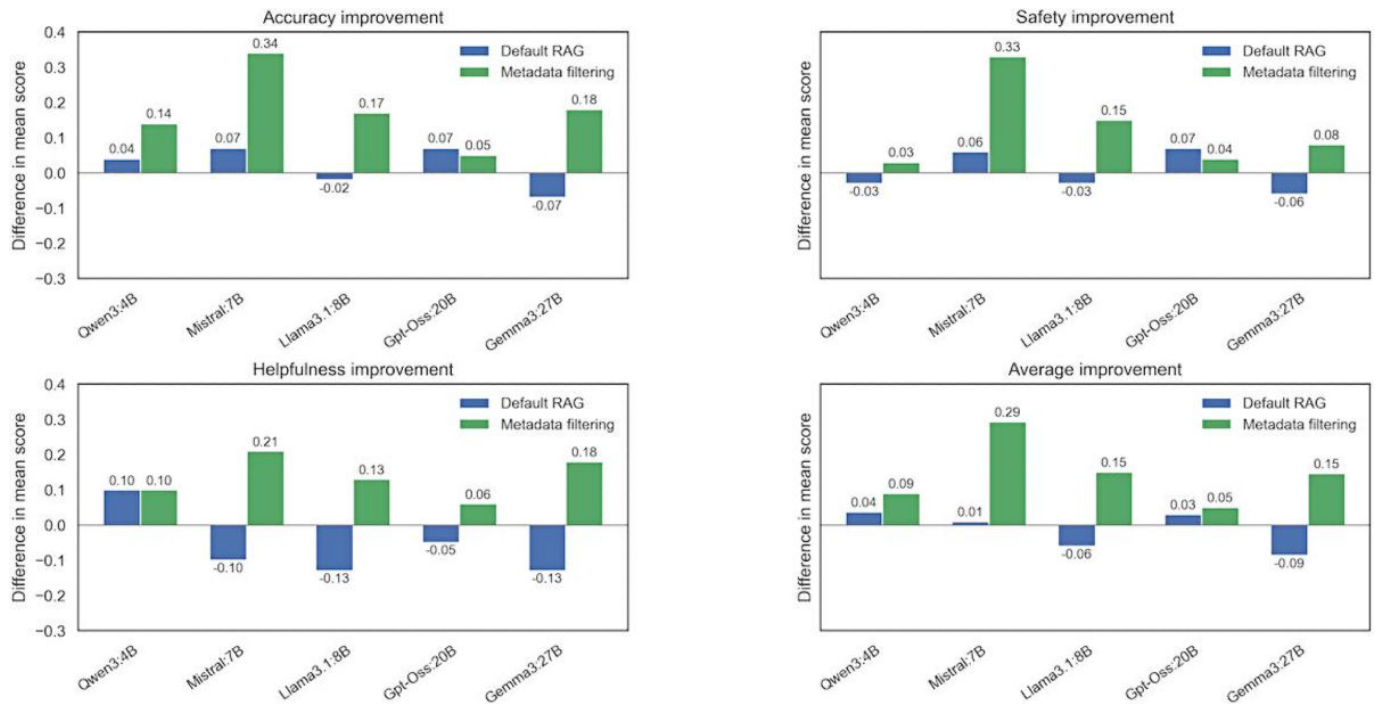 Accuracy improvement
Difference in mean score
0.4
0.3
0.2
0.1
0.0
−0.1
−0.2
−0.3
Default RAG
Metadata filtering
0.04
0.14
0.07
0.34
-0.02
0.17
0.07
0.05
-0.07
0.18
Qwen3:4B
Mistral:7B
Llama3.1:8B
Gpt-Oss:20B
Gemma3:27B
Safety improvement
Difference in mean score
Default RAG
Metadata filtering
-0.03
0.03
0.06
0.33
-0.03
0.15
0.07
0.04
-0.06
0.08
Qwen3:4B
Mistral:7B
Llama3.1:8B
Gpt-Oss:20B
Gemma3:27B
Helpfulness improvement
Difference in mean score
0.4
0.3
0.2
0.1
0.0
−0.1
−0.2
−0.3
Default RAG
Metadata filtering
0.10
0.10
-0.10
0.21
-0.13
0.13
-0.05
0.06
-0.13
0.18
Qwen3:4B
Mistral:7B
Llama3.1:8B
Gpt-Oss:20B
Gemma3:27B
Average improvement
Difference in mean score
Default RAG
Metadata filtering
0.04
0.09
0.01
0.29
-0.06
0.15
0.03
0.05
-0.09
0.15
Qwen3:4B
Mistral:7B
Llama3.1:8B
Gpt-Oss:20B
Gemma3:27B